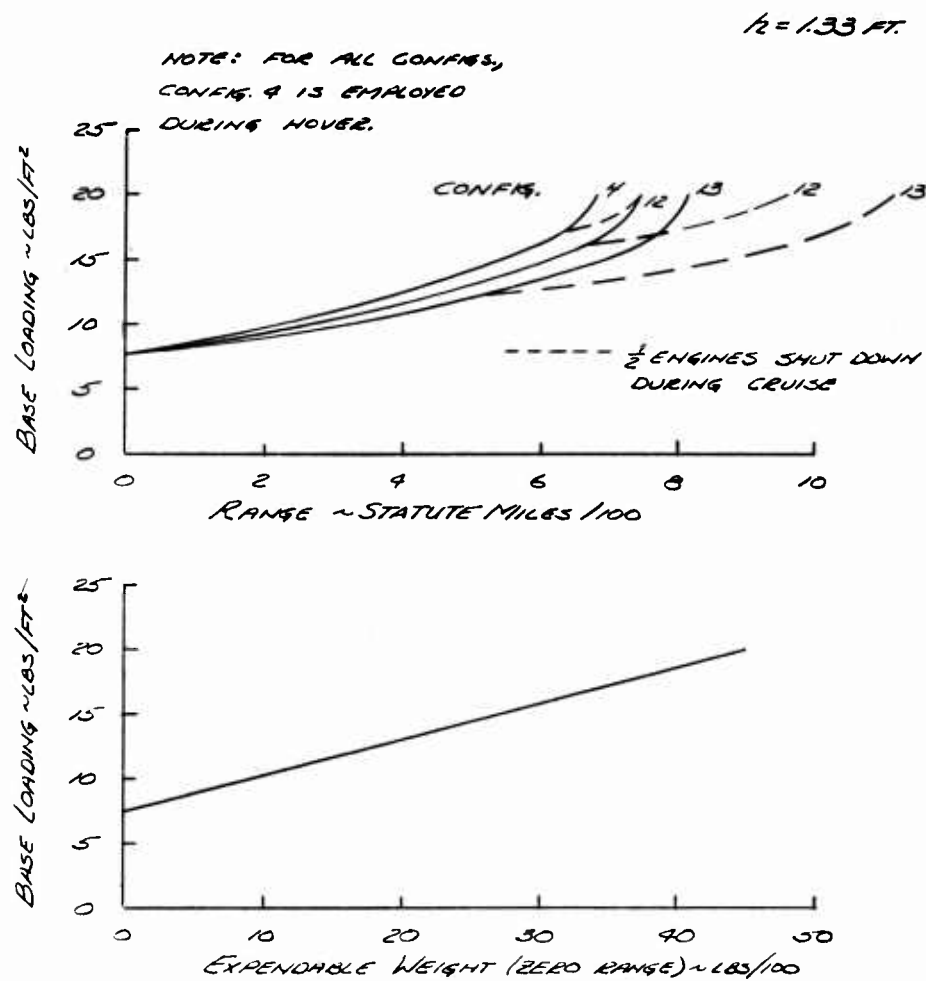 h = 1.33 FT.
NOTE: FOR ALL CONFIGS.,
CONFIG. 4 IS EMPLOYED
DURING HOVER.
25
20
15
10
5
0
BASE LOADING ~ LBS/FT²
CONFIG.
4
12
13
12
13
---- ½ ENGINES SHUT DOWN
DURING CRUISE
0 2 4 6 8 10
RANGE ~ STATUTE MILES/100
25
20
15
10
5
0
BASE LOADING ~ LBS/FT²
0 10 20 30 40 50
EXPENDABLE WEIGHT (ZERO RANGE) ~ LBS/100